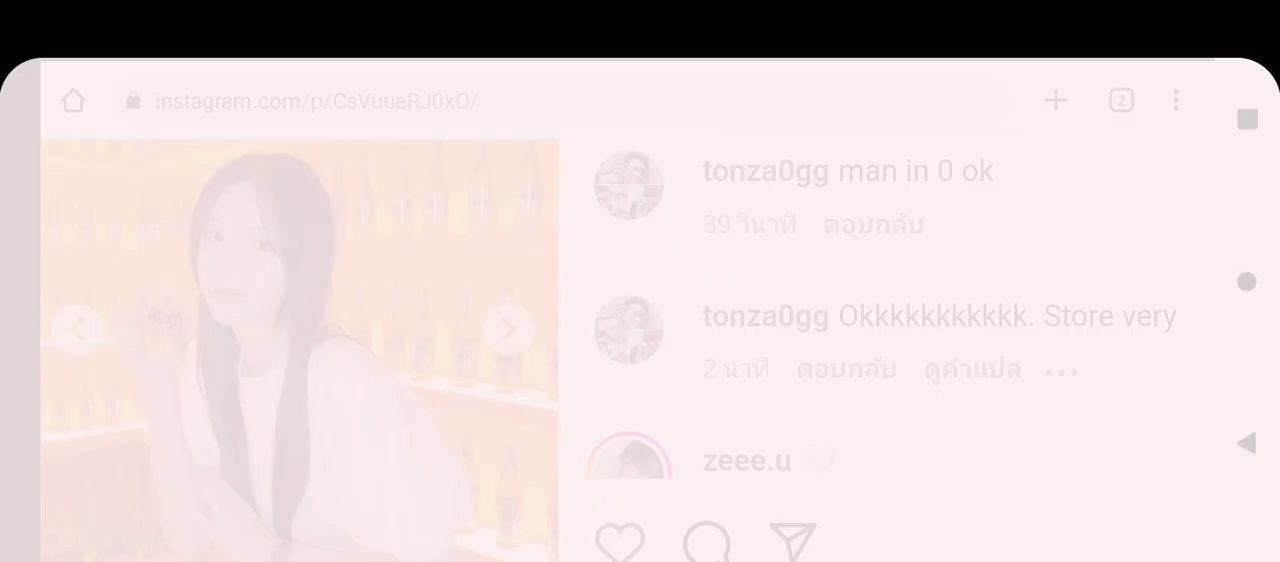 instagram.com/p/CsVuueRJ0xO/
2
tonza0gg man in 0 ok
39 วินาที ตอบกลับ
tonza0gg Okkkkkkkkkkk. Store very
2 นาที ตอบกลับ ดูคำแปล
zeee.u